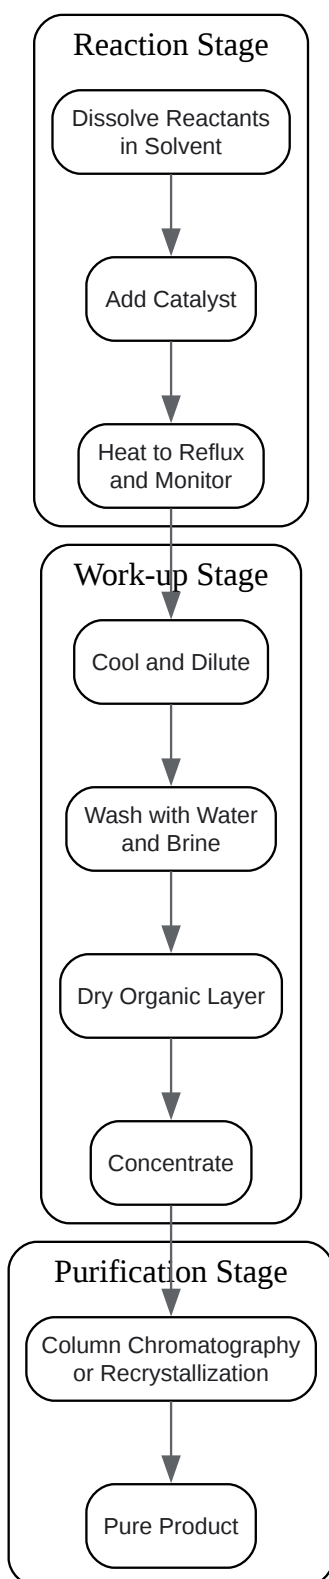 Reaction Stage
Dissolve Reactants
in Solvent
Add Catalyst
Heat to Reflux
and Monitor
Work-up Stage
Cool and Dilute
Wash with Water
and Brine
Dry Organic Layer
Concentrate
Purification Stage
Column Chromatography
or Recrystallization
Pure Product